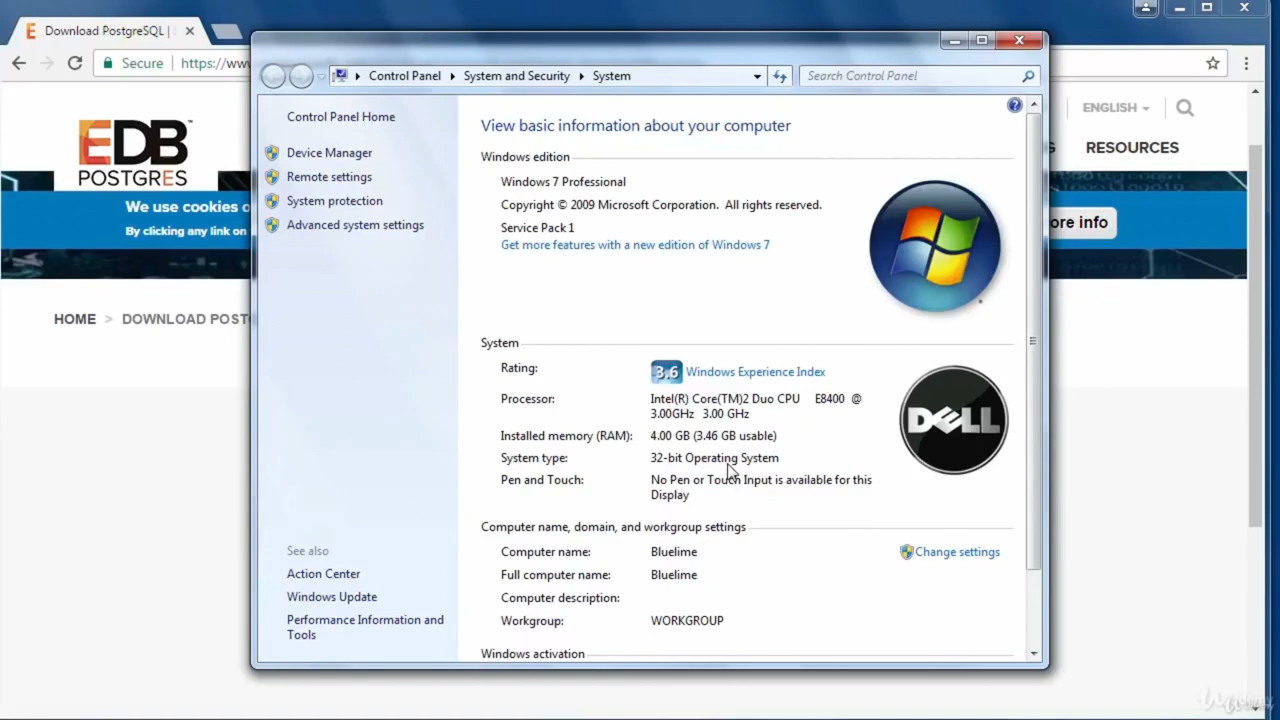 Download PostgreSQL |
Secure
https://www
ENGLISH
EDB
POSTGRES
RESOURCES
We use cookies o
By clicking any link on
ore info
HOME > DOWNLOAD POST
Control Panel
System and Security
System
Search Control Panel
Control Panel Home
Device Manager
Remote settings
System protection
Advanced system settings
See also
Action Center
Windows Update
Performance Information and
Tools
View basic information about your computer
Windows edition
Windows 7 Professional
Copyright © 2009 Microsoft Corporation. All rights reserved.
Service Pack 1
Get more features with a new edition of Windows 7
System
Rating: 3.6 Windows Experience Index
Processor: Intel(R) Core(TM)2 Duo CPU E8400 @
3.00GHz 3.00 GHz
Installed memory (RAM): 4.00 GB (3.46 GB usable)
System type: 32-bit Operating System
Pen and Touch: No Pen or Touch Input is available for this
Display
DELL
Computer name, domain, and workgroup settings
Computer name: Bluelime
Change settings
Full computer name: Bluelime
Computer description:
Workgroup: WORKGROUP
Windows activation